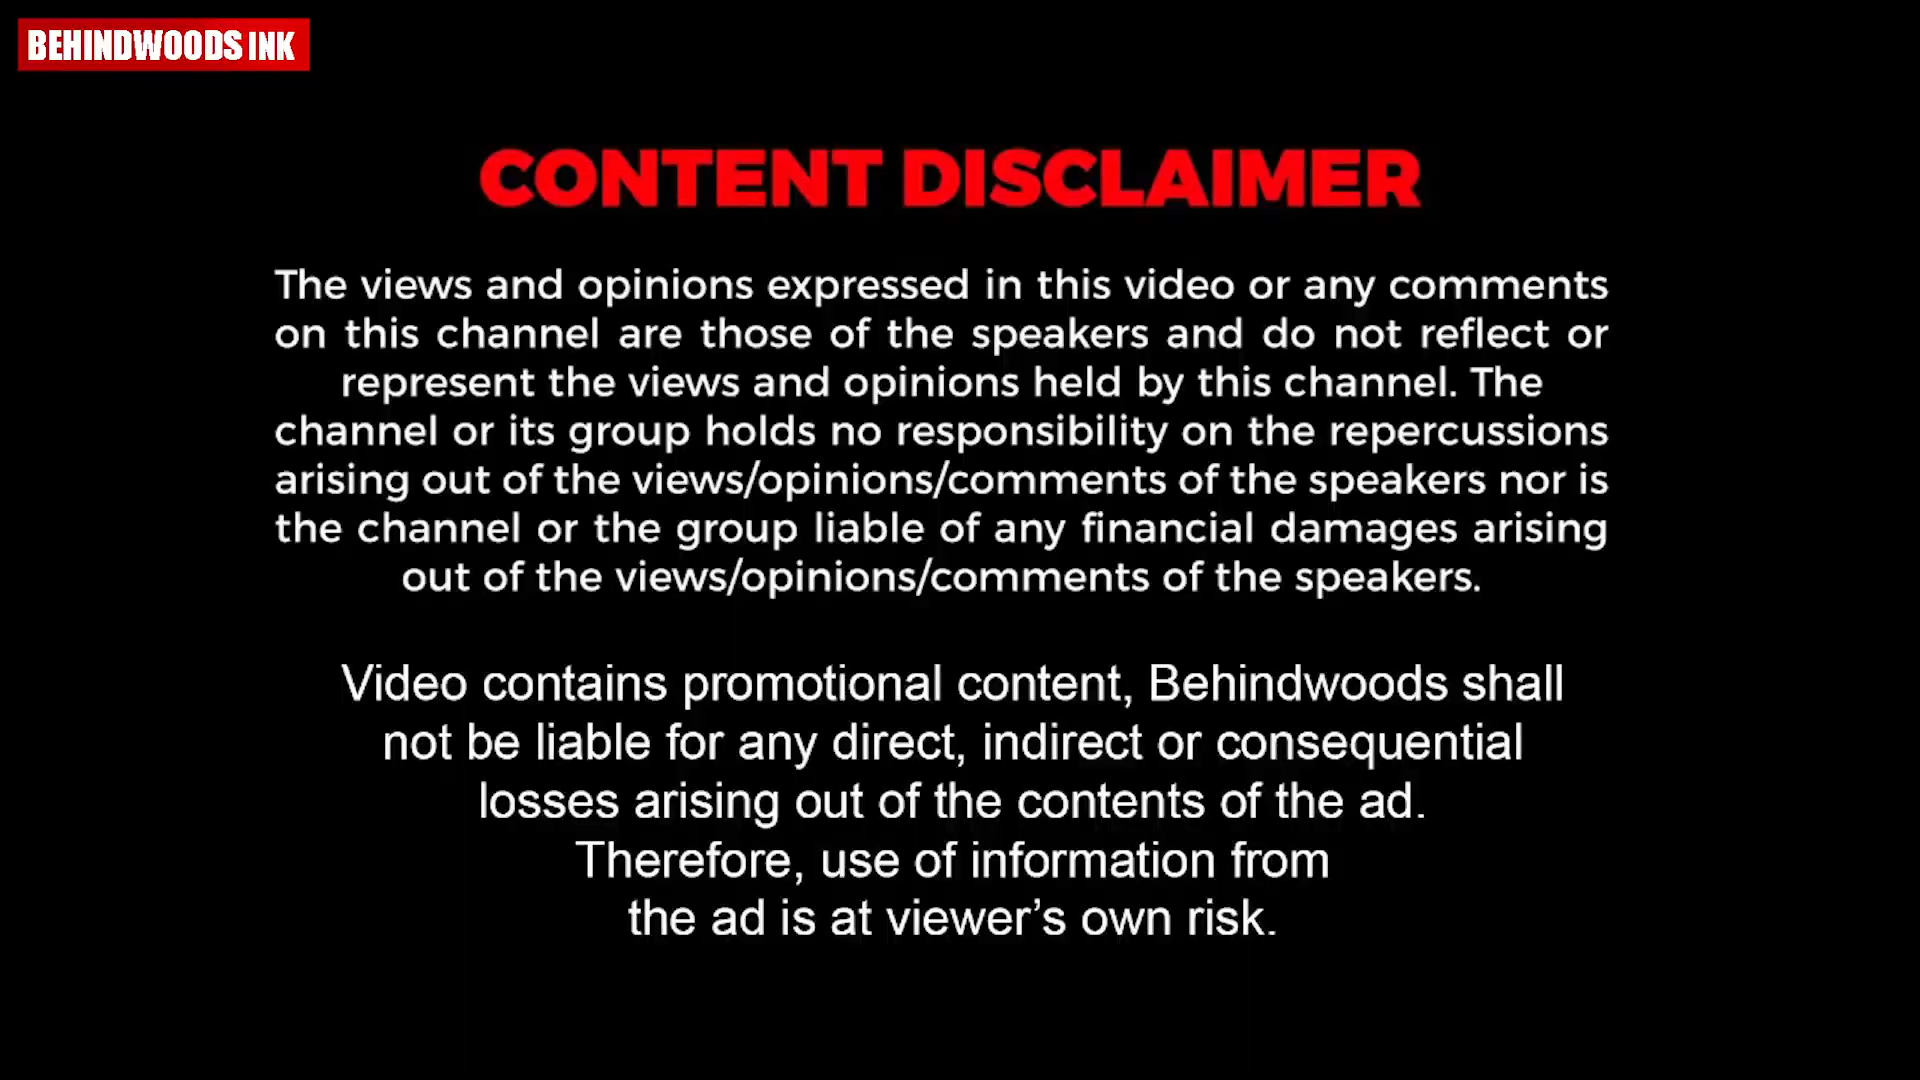 BEHINDWOODS INK
CONTENT DISCLAIMER
The views and opinions expressed in this video or any comments
on this channel are those of the speakers and do not reflect or
represent the views and opinions held by this channel. The
channel or its group holds no responsibility on the repercussions
arising out of the views/opinions/comments of the speakers nor is
the channel or the group liable of any financial damages arising
out of the views/opinions/comments of the speakers.
Video contains promotional content, Behindwoods shall
not be liable for any direct, indirect or consequential
losses arising out of the contents of the ad.
Therefore, use of information from
the ad is at viewer’s own risk.